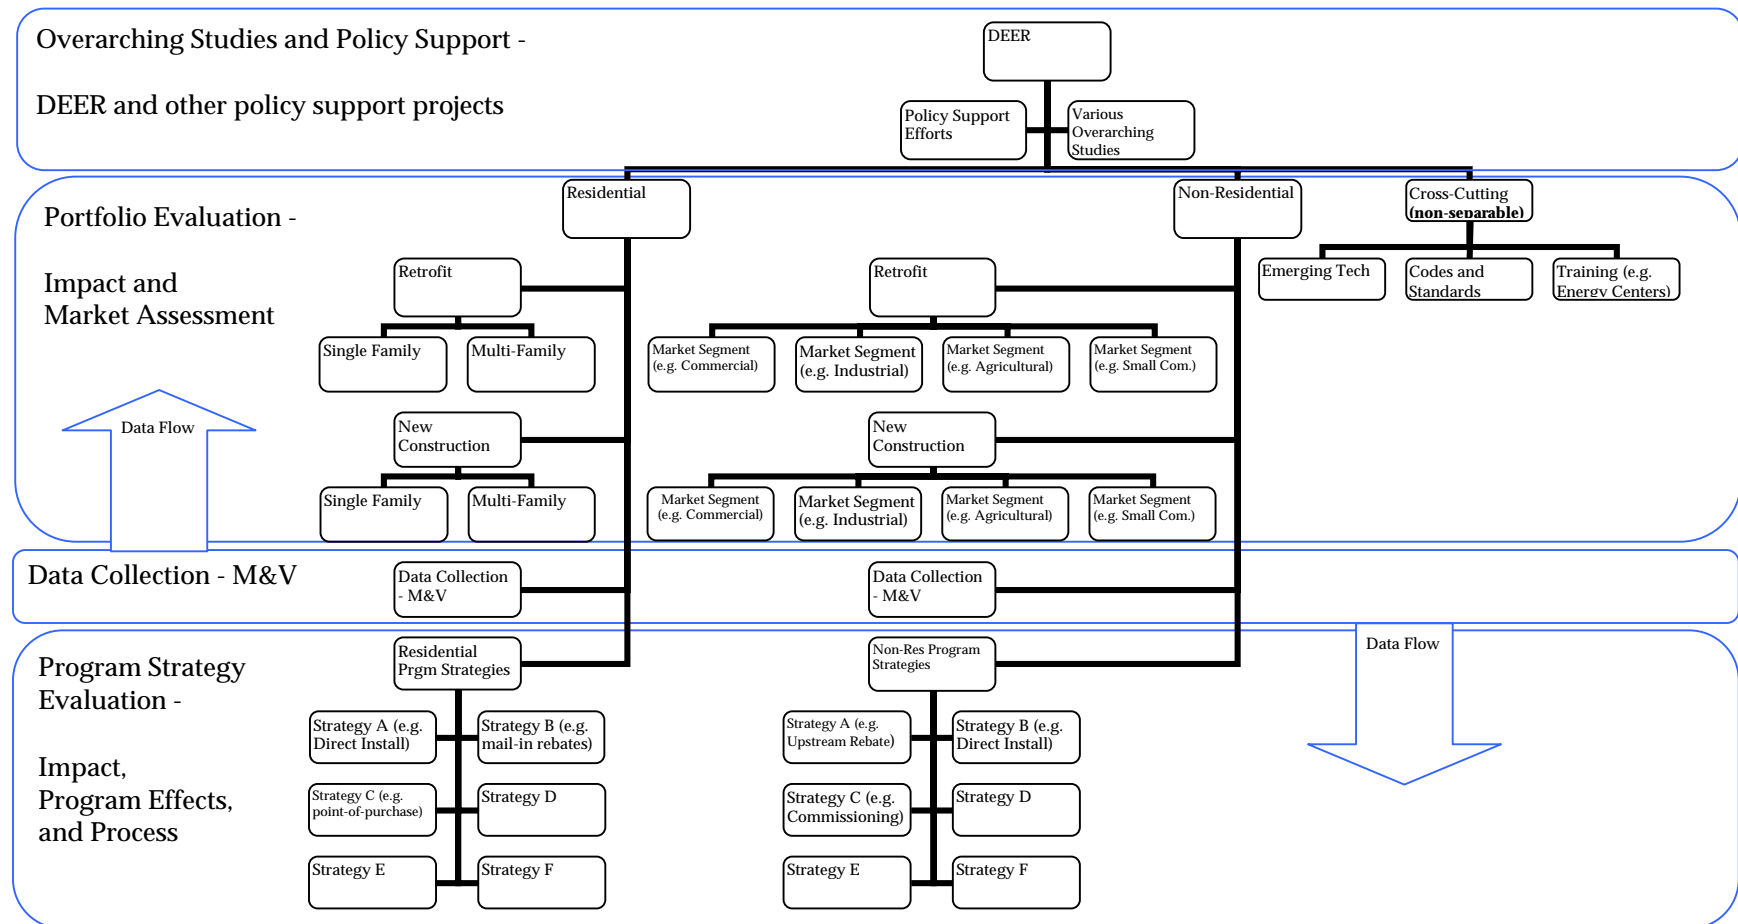 Overarching Studies and Policy Support -
DEER and other policy support projects
DEER
Policy Support
Efforts
Various
Overarching
Studies
Portfolio Evaluation -
Impact and
Market Assessment
Data Flow
Residential
Non-Residential
Cross-Cutting
(non-separable)
Retrofit
Single Family
Multi-Family
New
Construction
Single Family
Multi-Family
Retrofit
Market Segment
(e.g. Commercial)
Market Segment
(e.g. Industrial)
Market Segment
(e.g. Agricultural)
Market Segment
(e.g. Small Com.)
New
Construction
Market Segment
(e.g. Commercial)
Market Segment
(e.g. Industrial)
Market Segment
(e.g. Agricultural)
Market Segment
(e.g. Small Com.)
Emerging Tech
Codes and
Standards
Training (e.g.
Energy Centers)
Data Collection - M&V
Data Collection
- M&V
Data Collection
- M&V
Program Strategy
Evaluation -
Impact,
Program Effects,
and Process
Residential
Prgm Strategies
Strategy A (e.g.
Direct Install)
Strategy B (e.g.
mail-in rebates)
Strategy C (e.g.
point-of-purchase)
Strategy D
Strategy E
Strategy F
Non-Res Program
Strategies
Strategy A (e.g.
Upstream Rebate)
Strategy B (e.g.
Direct Install)
Strategy C (e.g.
Commissioning)
Strategy D
Strategy E
Strategy F
Data Flow